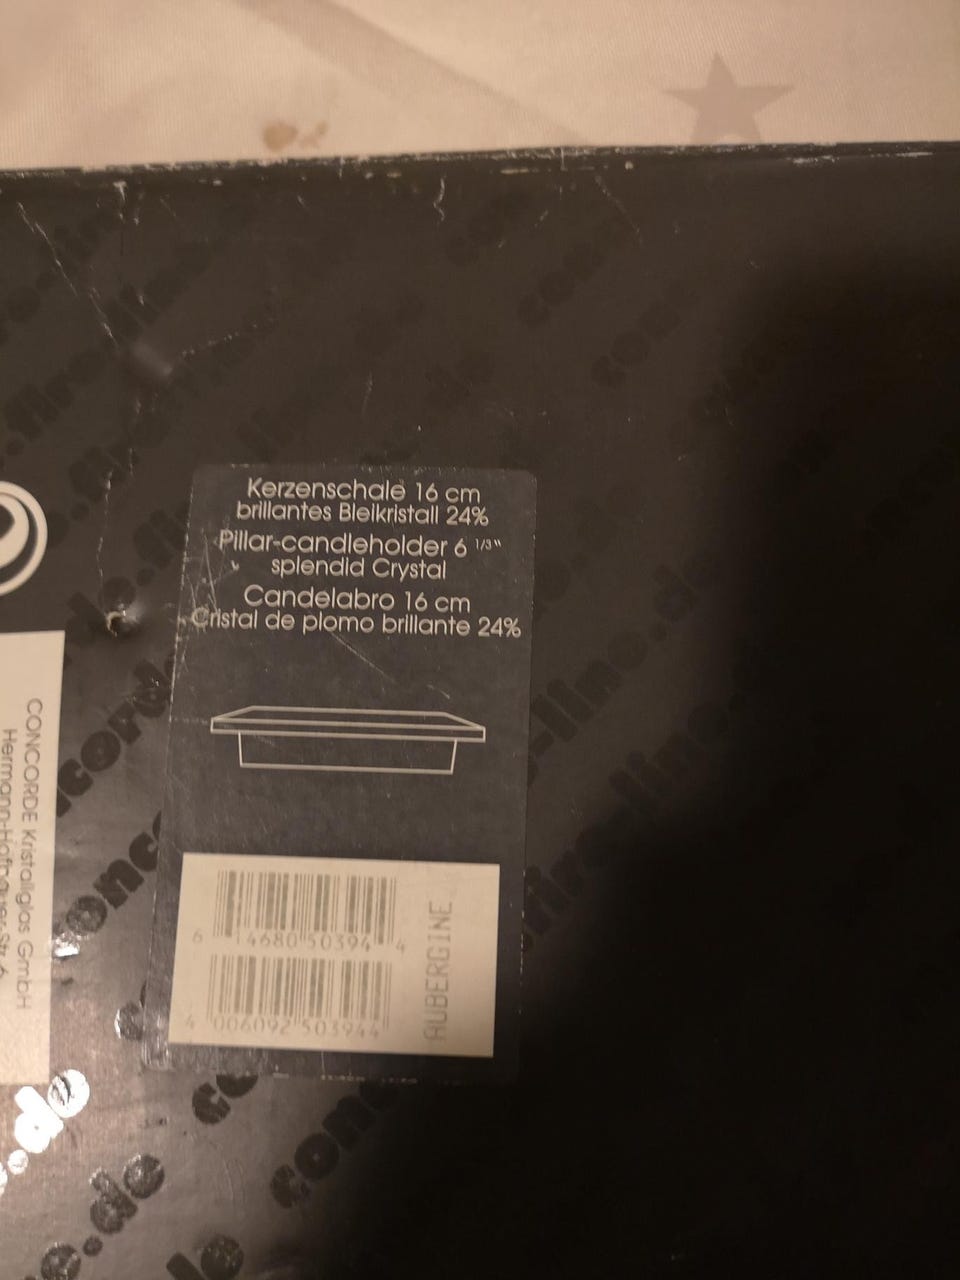 Kerzenschale 16 cm
brillantes Bleikristall 24%
Pillar-candleholder 6 1/3"
splendid Crystal
Candelabro 16 cm
Cristal de plomo brillante 24%
6 14680 50394 4
4 006092 503944
AUBERGINE
CONCORDE Kristallglas GmbH